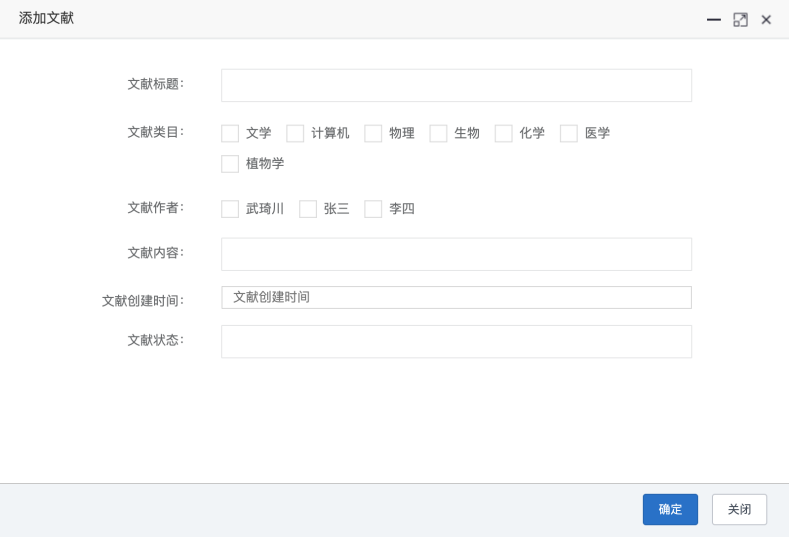 添加文献
文献标题:
文献类目: 文学 计算机 物理 生物 化学 医学
植物学
文献作者: 武琦川 张三 李四
文献内容:
文献创建时间: 文献创建时间
文献状态:
确定 关闭